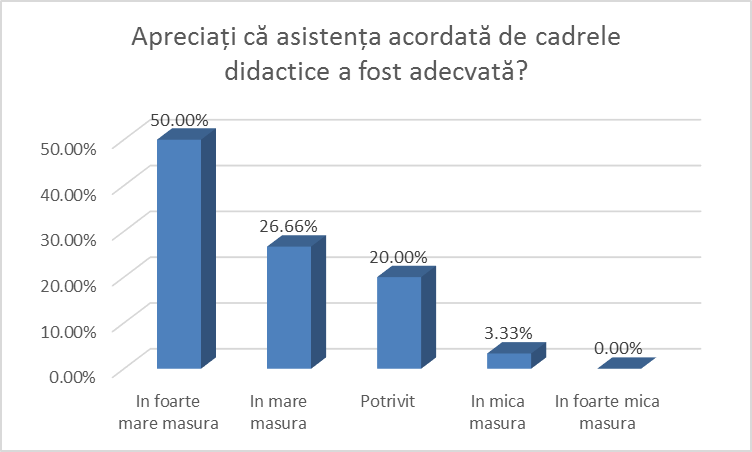 Apreciați că asistența acordată de cadrele
didactice a fost adecvată?
50.00%
26.66%
20.00%
3.33%
0.00%
50.00%
40.00%
30.00%
20.00%
10.00%
0.00%
In foarte
mare masura
In mare
masura
Potrivit
In mica
masura
In foarte mica
masura